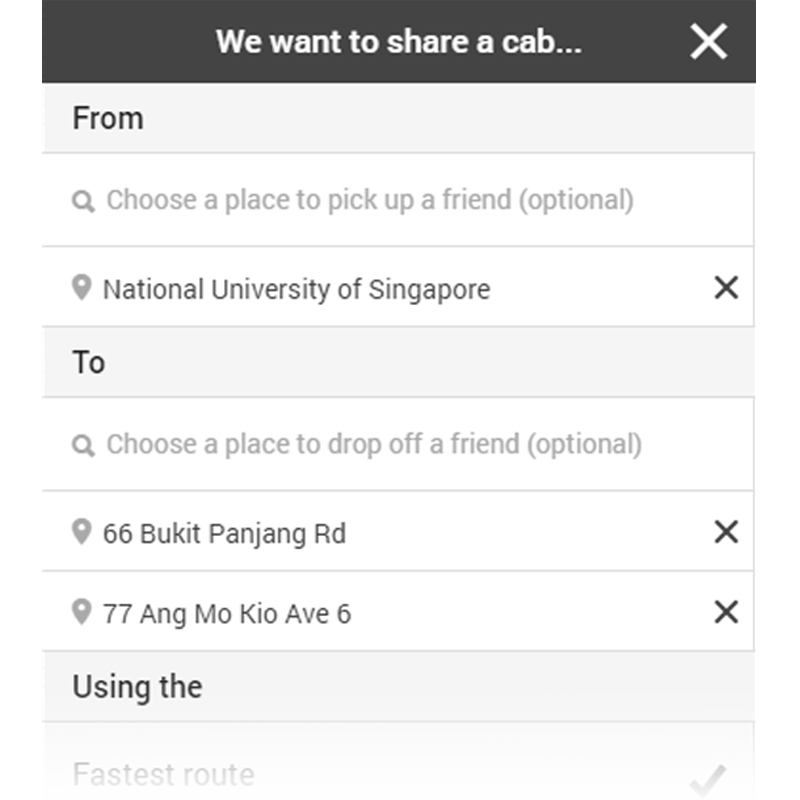 We want to share a cab...
From
Choose a place to pick up a friend (optional)
National University of Singapore
To
Choose a place to drop off a friend (optional)
66 Bukit Panjang Rd
77 Ang Mo Kio Ave 6
Using the
Fastest route